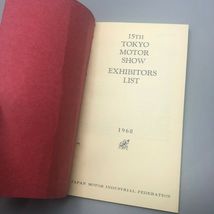 15TH
TOKYO
MOTOR
SHOW
EXHIBITORS
LIST
1968
JAPAN MOTOR INDUSTRIAL FEDERATION